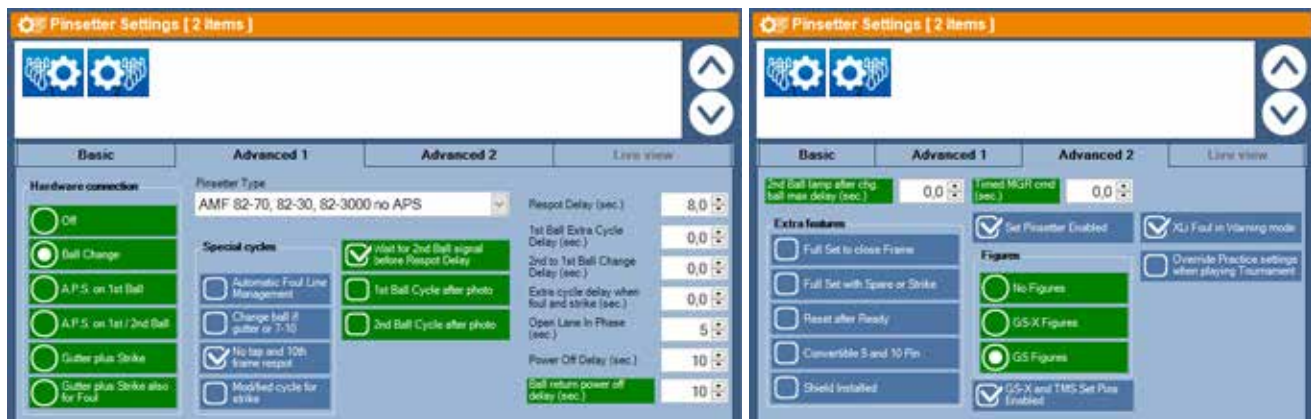 Pinsetter Settings [ 2 items ]
Basic
Advanced 1
Advanced 2
Live view
Hardware connection
Off
Ball Change
A.P.S. on 1st Ball
A.P.S. on 1st / 2nd Ball
Gutter plus Strike
Gutter plus Strike also
for Foul
Pinsetter Type
AMF 82-70, 82-30, 82-3000 no APS
Special cycles
Automatic Foul Line
Management
Change ball if
gutter or 7-10
No tap and 10th
frame respot
Modified cycle for
strike
Wait for 2nd Ball signal
before Respot Delay
1st Ball Cycle after photo
2nd Ball Cycle after photo
Respot Delay (sec.)
8,0
1st Ball Extra Cycle
Delay (sec.)
0,0
2nd to 1st Ball Change
Delay (sec.)
0,0
Extra cycle delay when
foul and strike (sec.)
0,0
Open Lane In Phase
(sec.)
5
Power Off Delay (sec.)
10
Ball return power off
delay (sec.)
10
Pinsetter Settings [ 2 items ]
Basic
Advanced 1
Advanced 2
Live view
2nd Ball lamp after chg.
ball max delay (sec.)
0,0
Timed MGR cmd
(sec.)
0,0
Extra features
Full Set to close Frame
Full Set with Spare or Strike
Reset after Ready
Convertible 5 and 10 Pin
Shield Installed
Set Pinsetter Enabled
Figures
No Figures
GS-X Figures
GS Figures
GS-X and TMS Set Pins
Enabled
XLi Foul in Warning mode
Override Practice settings
when playing Tournament